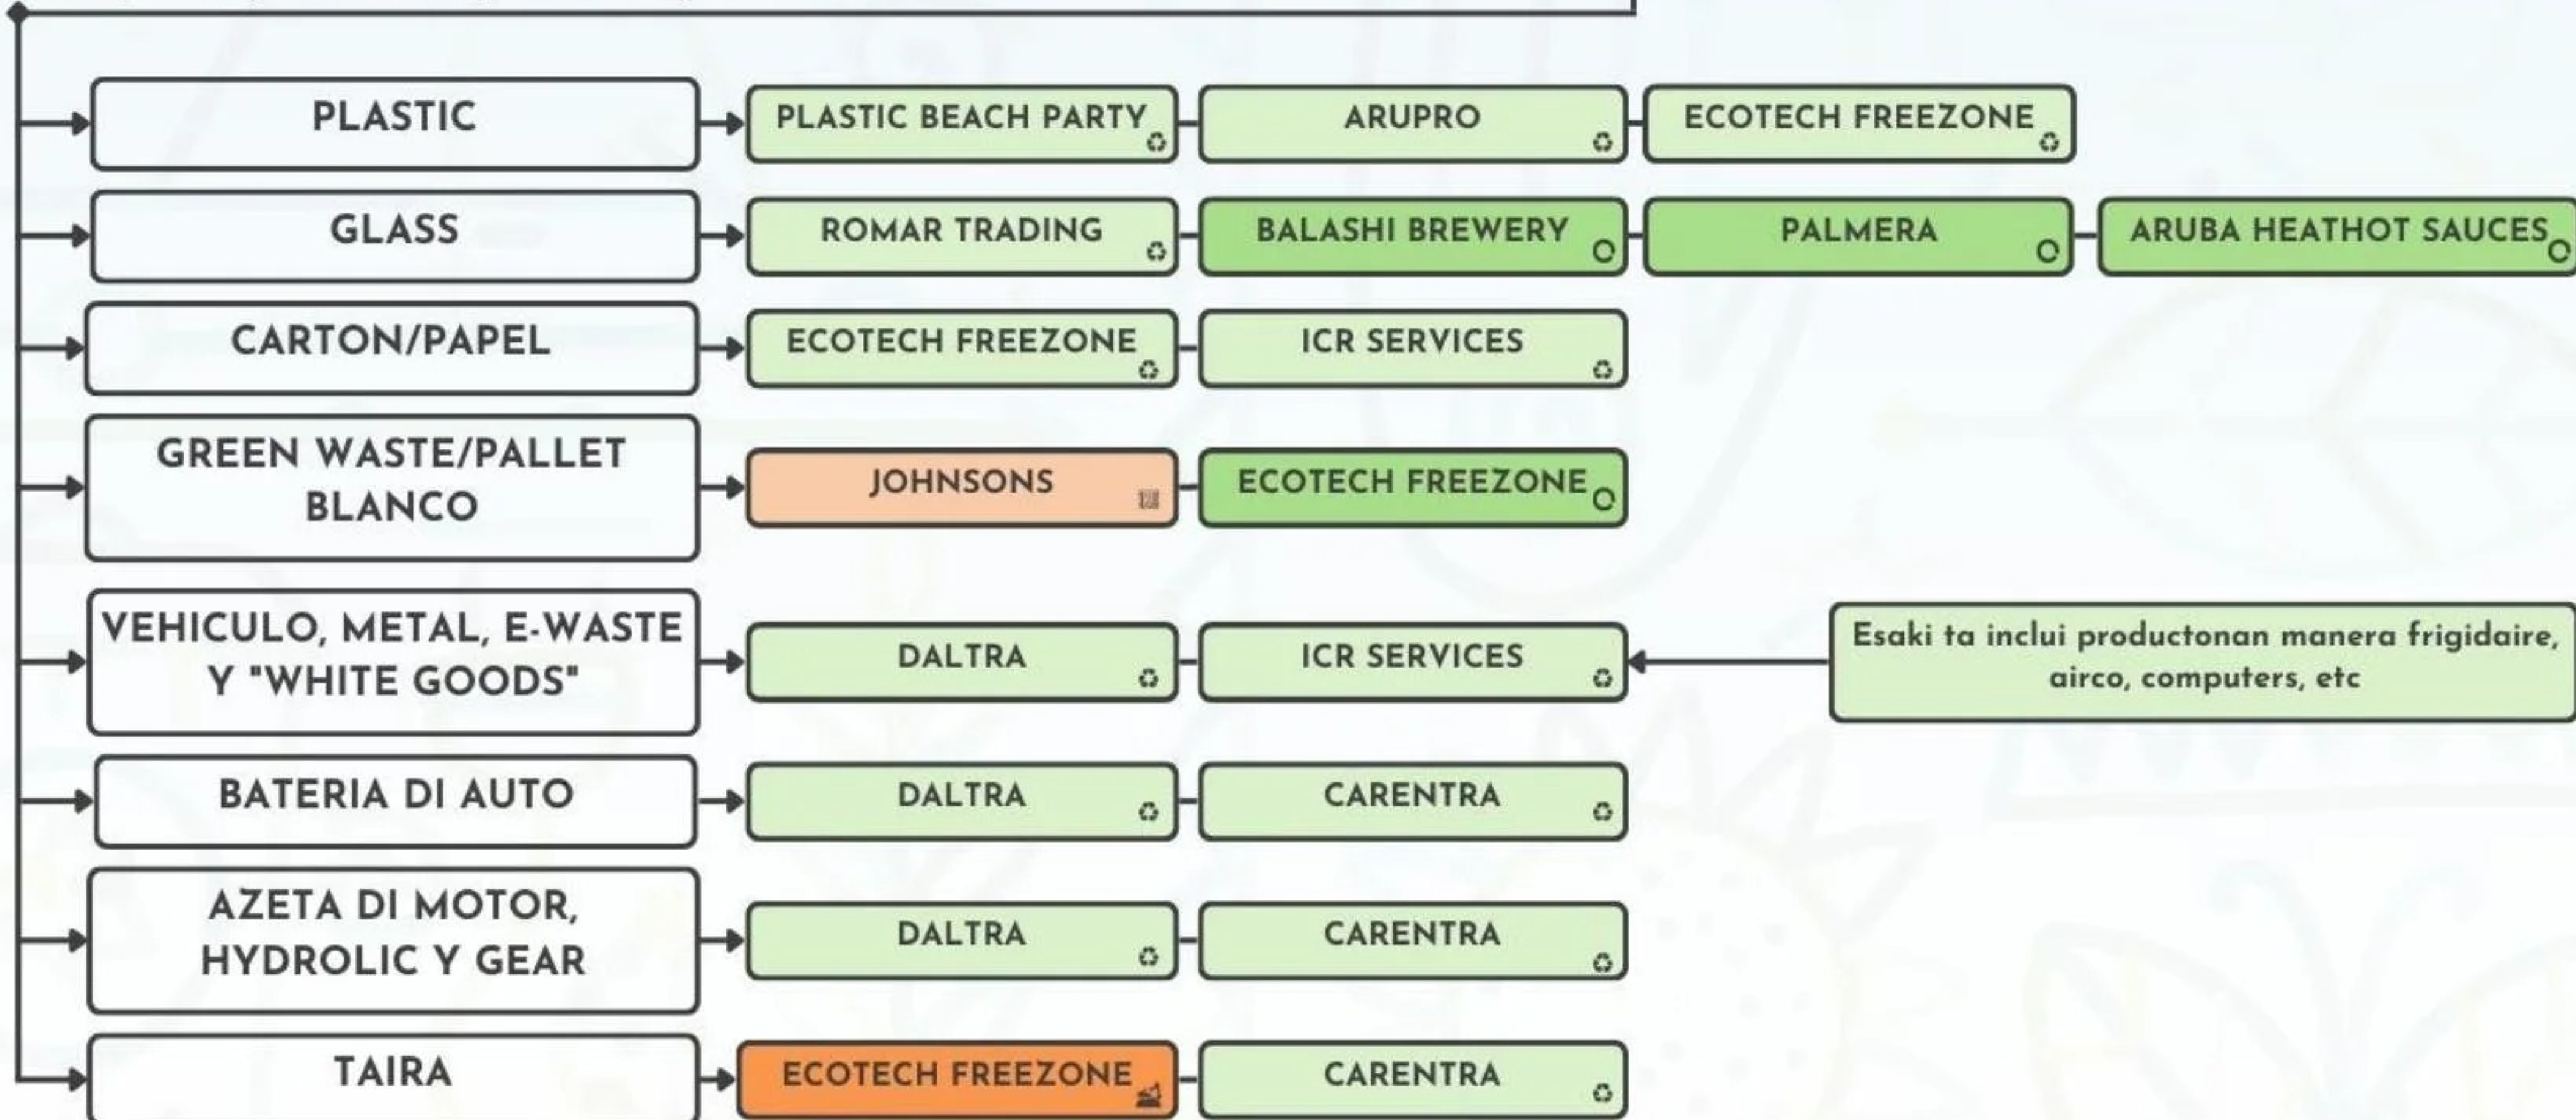 PLASTIC
PLASTIC BEACH PARTY
ARUPRO
ECOTECH FREEZONE
GLASS
ROMAR TRADING
BALASHI BREWERY
PALMERA
ARUBA HEATHOT SAUCES
CARTON/PAPEL
ECOTECH FREEZONE
ICR SERVICES
GREEN WASTE/PALLET
BLANCO
JOHNSONS
ECOTECH FREEZONE
VEHICULO, METAL, E-WASTE
Y "WHITE GOODS"
DALTRA
ICR SERVICES
Esaki ta inclui productonan manera frigidaire,
airco, computers, etc
BATERIA DI AUTO
DALTRA
CARENTRA
AZETA DI MOTOR,
HYDROLIC Y GEAR
DALTRA
CARENTRA
TAIRA
ECOTECH FREEZONE
CARENTRA